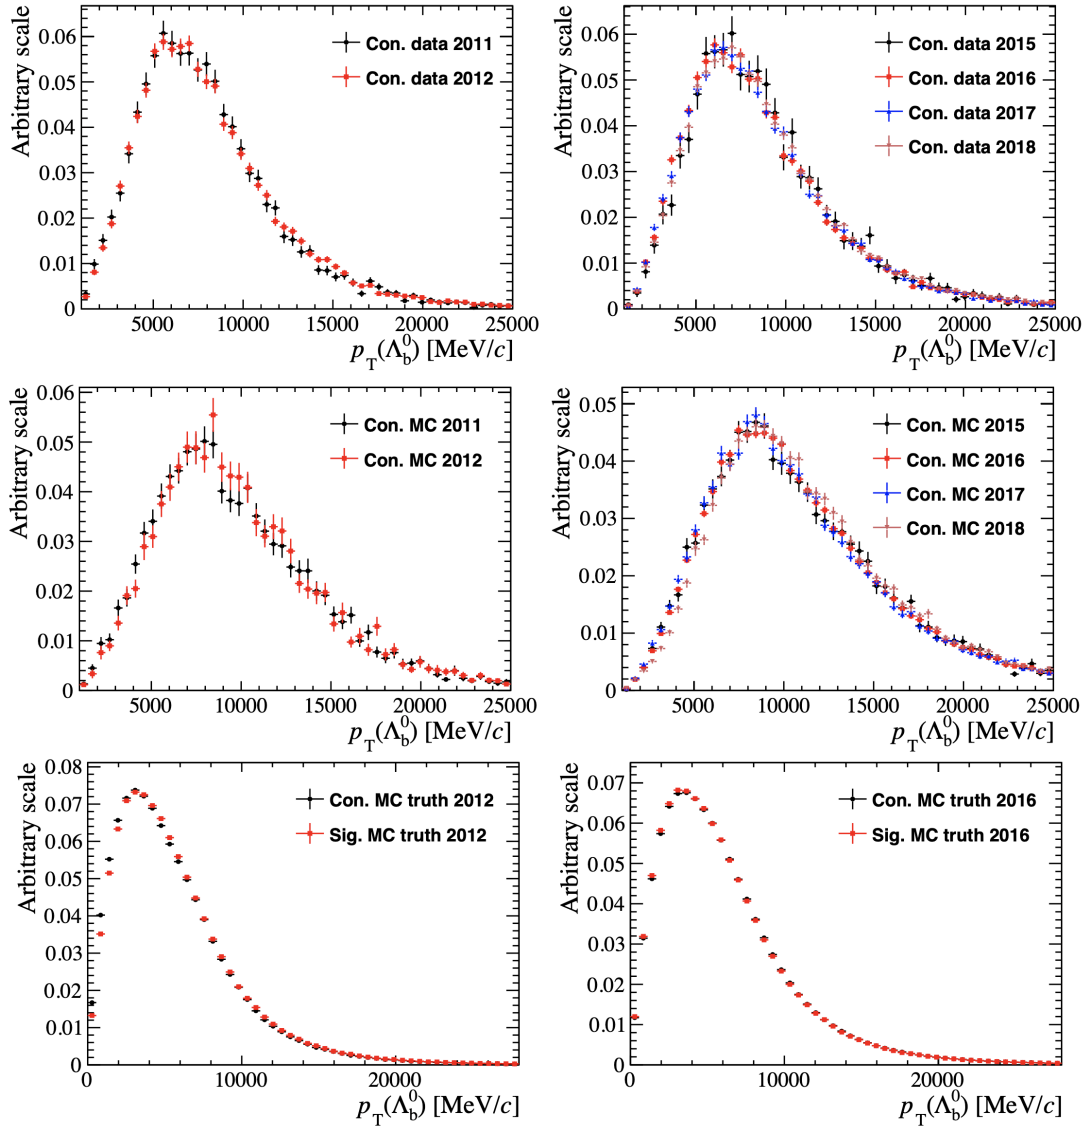 Arbitrary scale
0.06
0.05
0.04
0.03
0.02
0.01
0
Con. data 2011
Con. data 2012
5000 10000 15000 20000 25000
p_T(Λ_b^0) [MeV/c]
Arbitrary scale
0.06
0.05
0.04
0.03
0.02
0.01
0
Con. data 2015
Con. data 2016
Con. data 2017
Con. data 2018
5000 10000 15000 20000 25000
p_T(Λ_b^0) [MeV/c]
Arbitrary scale
0.06
0.05
0.04
0.03
0.02
0.01
0
Con. MC 2011
Con. MC 2012
5000 10000 15000 20000 25000
p_T(Λ_b^0) [MeV/c]
Arbitrary scale
0.05
0.04
0.03
0.02
0.01
0
Con. MC 2015
Con. MC 2016
Con. MC 2017
Con. MC 2018
5000 10000 15000 20000 25000
p_T(Λ_b^0) [MeV/c]
Arbitrary scale
0.08
0.07
0.06
0.05
0.04
0.03
0.02
0.01
0
Con. MC truth 2012
Sig. MC truth 2012
0 10000 20000
p_T(Λ_b^0) [MeV/c]
Arbitrary scale
0.07
0.06
0.05
0.04
0.03
0.02
0.01
0
Con. MC truth 2016
Sig. MC truth 2016
0 10000 20000
p_T(Λ_b^0) [MeV/c]